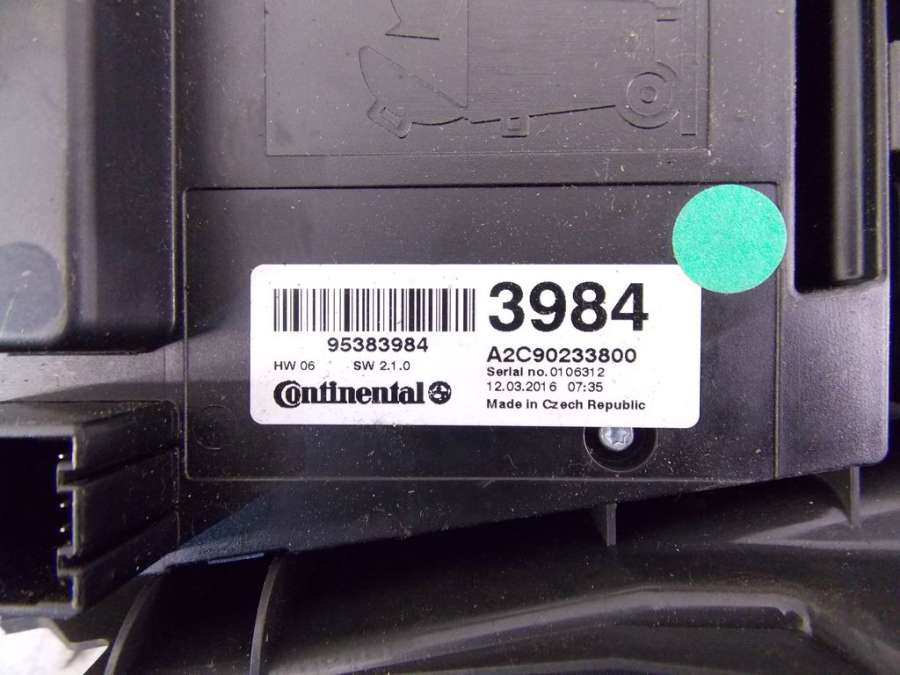 3984
95383984
A2C90233800
HW 06 SW 2.1.0
Serial no.0106312
12.03.2016 07:35
Continental
Made in Czech Republic